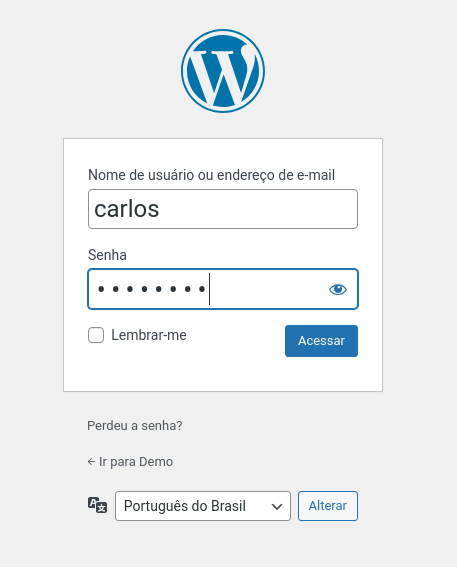 Nome de usuário ou endereço de e-mail
carlos
Senha
••••••••
Lembrar-me
Acessar
Perdeu a senha?
← Ir para Demo
Português do Brasil
Alterar